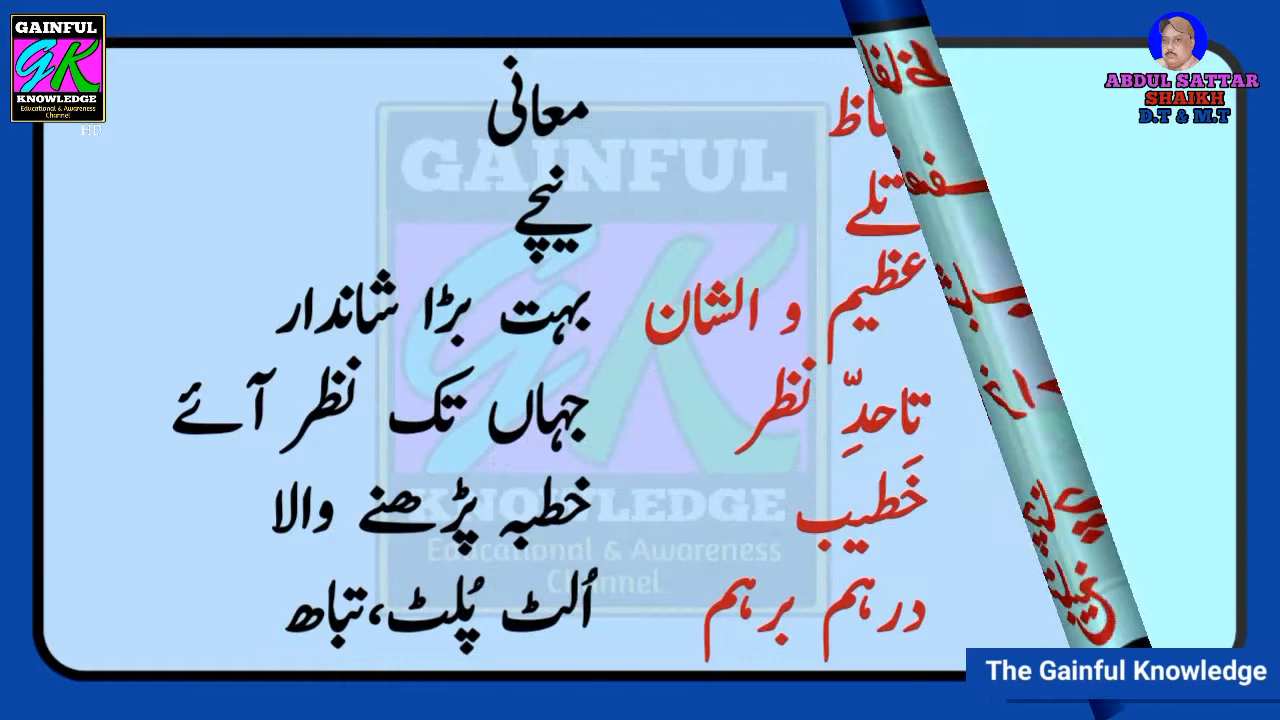 GAINFUL
GK
KNOWLEDGE
Educational & Awareness
Channel
HD
ABDUL SATTAR
SHAIKH
D.T & M.T
معانی
تلے نیچے
عظیم و الشان بہت بڑا شاندار
تاحدِّ نظر جہاں تک نظر آئے
خَطیب خطبہ پڑھنے والا
درہم برہم اُلٹ پُلٹ،تباھ
GAINFUL
GK
KNOWLEDGE
Educational & Awareness
Channel
The Gainful Knowledge